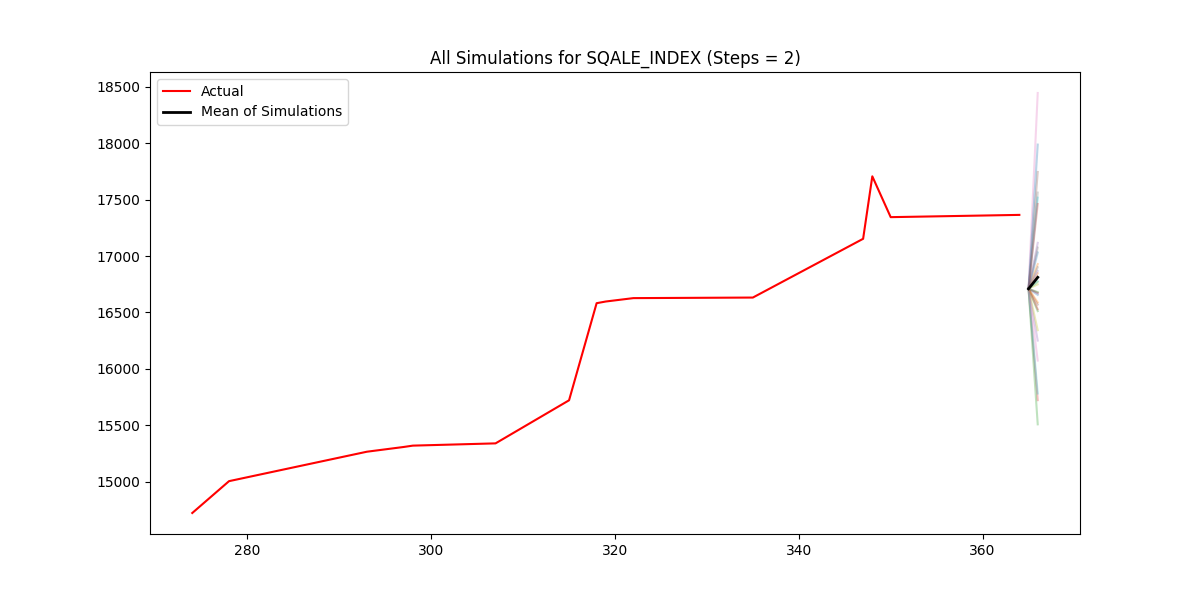 All Simulations for SQALE_INDEX (Steps = 2)
Actual
Mean of Simulations
18500
18000
17500
17000
16500
16000
15500
15000
280 300 320 340 360